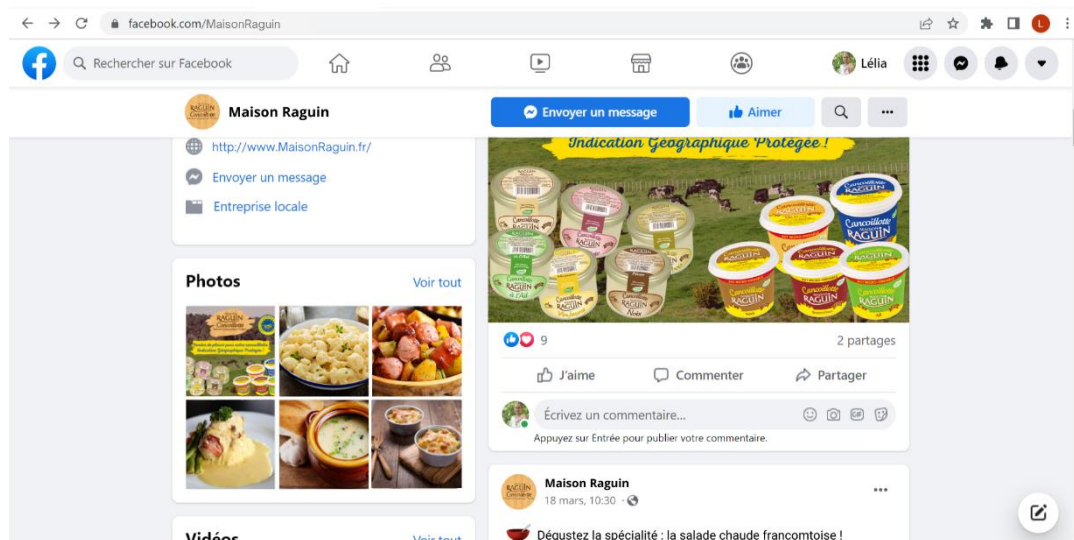 facebook.com/MaisonRaguin
L
Rechercher sur Facebook
Lélia
Maison Raguin
Envoyer un message
Aimer
http://www.MaisonRaguin.fr/
Envoyer un message
Entreprise locale
Photos
Voir tout
Indication Géographique Protégée !
Cancoillotte
RAGUIN
à l'Ail
Noix
9
2 partages
J'aime
Commenter
Partager
Écrivez un commentaire...
GIF
Appuyez sur Entrée pour publier votre commentaire.
Maison Raguin
18 mars, 10:30 ·
Dégustez la spécialité : la salade chaude francomtoise !
Vidéos
Voir tout